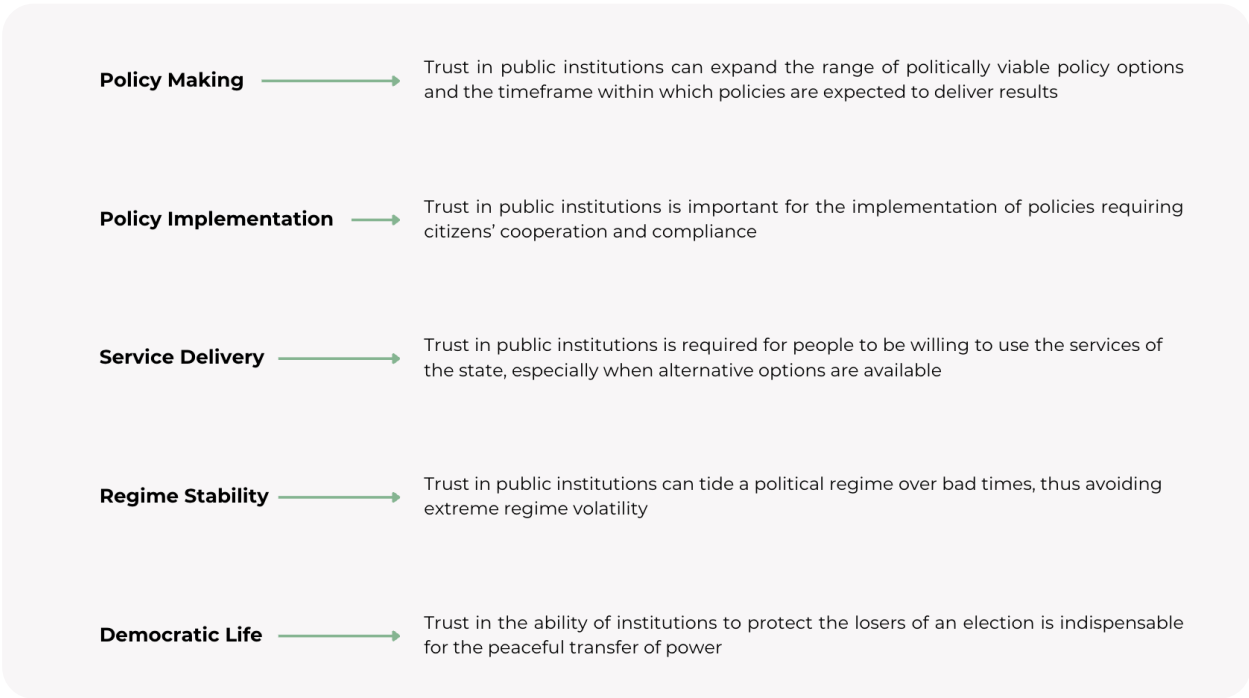 Policy Making
Trust in public institutions can expand the range of politically viable policy options
and the timeframe within which policies are expected to deliver results
Policy Implementation
Trust in public institutions is important for the implementation of policies requiring
citizens’ cooperation and compliance
Service Delivery
Trust in public institutions is required for people to be willing to use the services of
the state, especially when alternative options are available
Regime Stability
Trust in public institutions can tide a political regime over bad times, thus avoiding
extreme regime volatility
Democratic Life
Trust in the ability of institutions to protect the losers of an election is indispensable
for the peaceful transfer of power